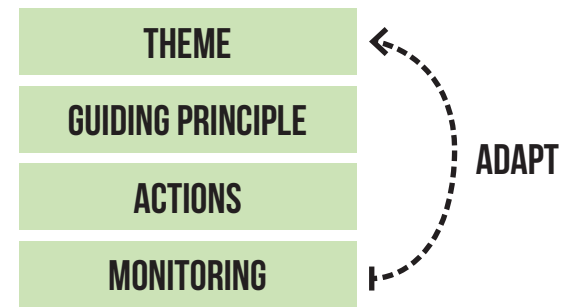 THEME
GUIDING PRINCIPLE
ACTIONS
MONITORING
ADAPT